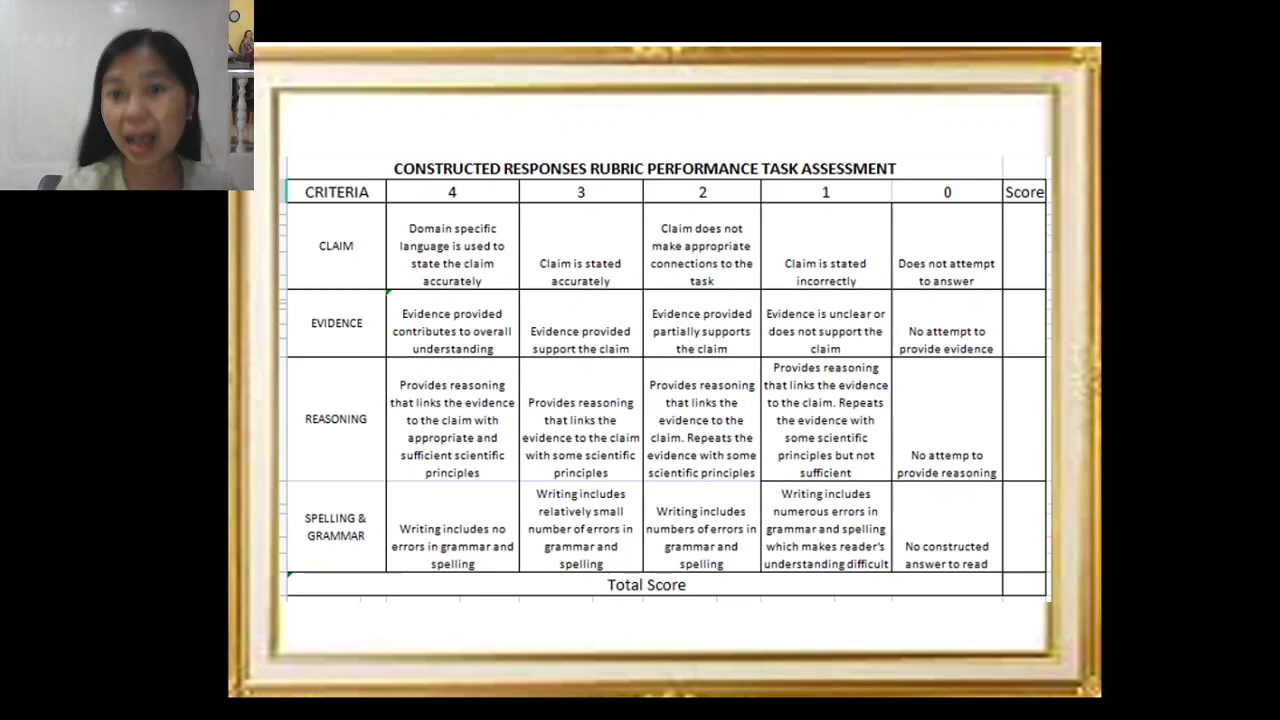 CONSTRUCTED RESPONSES RUBRIC PERFORMANCE TASK ASSESSMENT
CRITERIA 4 3 2 1 0 Score
CLAIM
Domain specific
language is used to
state the claim
accurately
Claim is stated
accurately
Claim does not
make appropriate
connections to the
task
Claim is stated
incorrectly
Does not attempt
to answer
EVIDENCE
Evidence provided
contributes to overall
understanding
Evidence provided
support the claim
Evidence provided
partially supports
the claim
Evidence is unclear or
does not support the
claim
No attempt to
provide evidence
REASONING
Provides reasoning
that links the evidence
to the claim with
appropriate and
sufficient scientific
principles
Provides reasoning
that links the
evidence to the claim
with some scientific
principles
Provides reasoning
that links the
evidence to the
claim. Repeats the
evidence with some
scientific principles
Provides reasoning
that links the evidence
to the claim. Repeats
the evidence with
some scientific
principles but not
sufficient
No attemp to
provide reasoning
SPELLING &
GRAMMAR
Writing includes no
errors in grammar and
spelling
Writing includes
relatively small
number of errors in
grammar and
spelling
Writing includes
numbers of errors in
grammar and
spelling
Writing includes
numerous errors in
grammar and spelling
which makes reader's
understanding difficult
No constructed
answer to read
Total Score